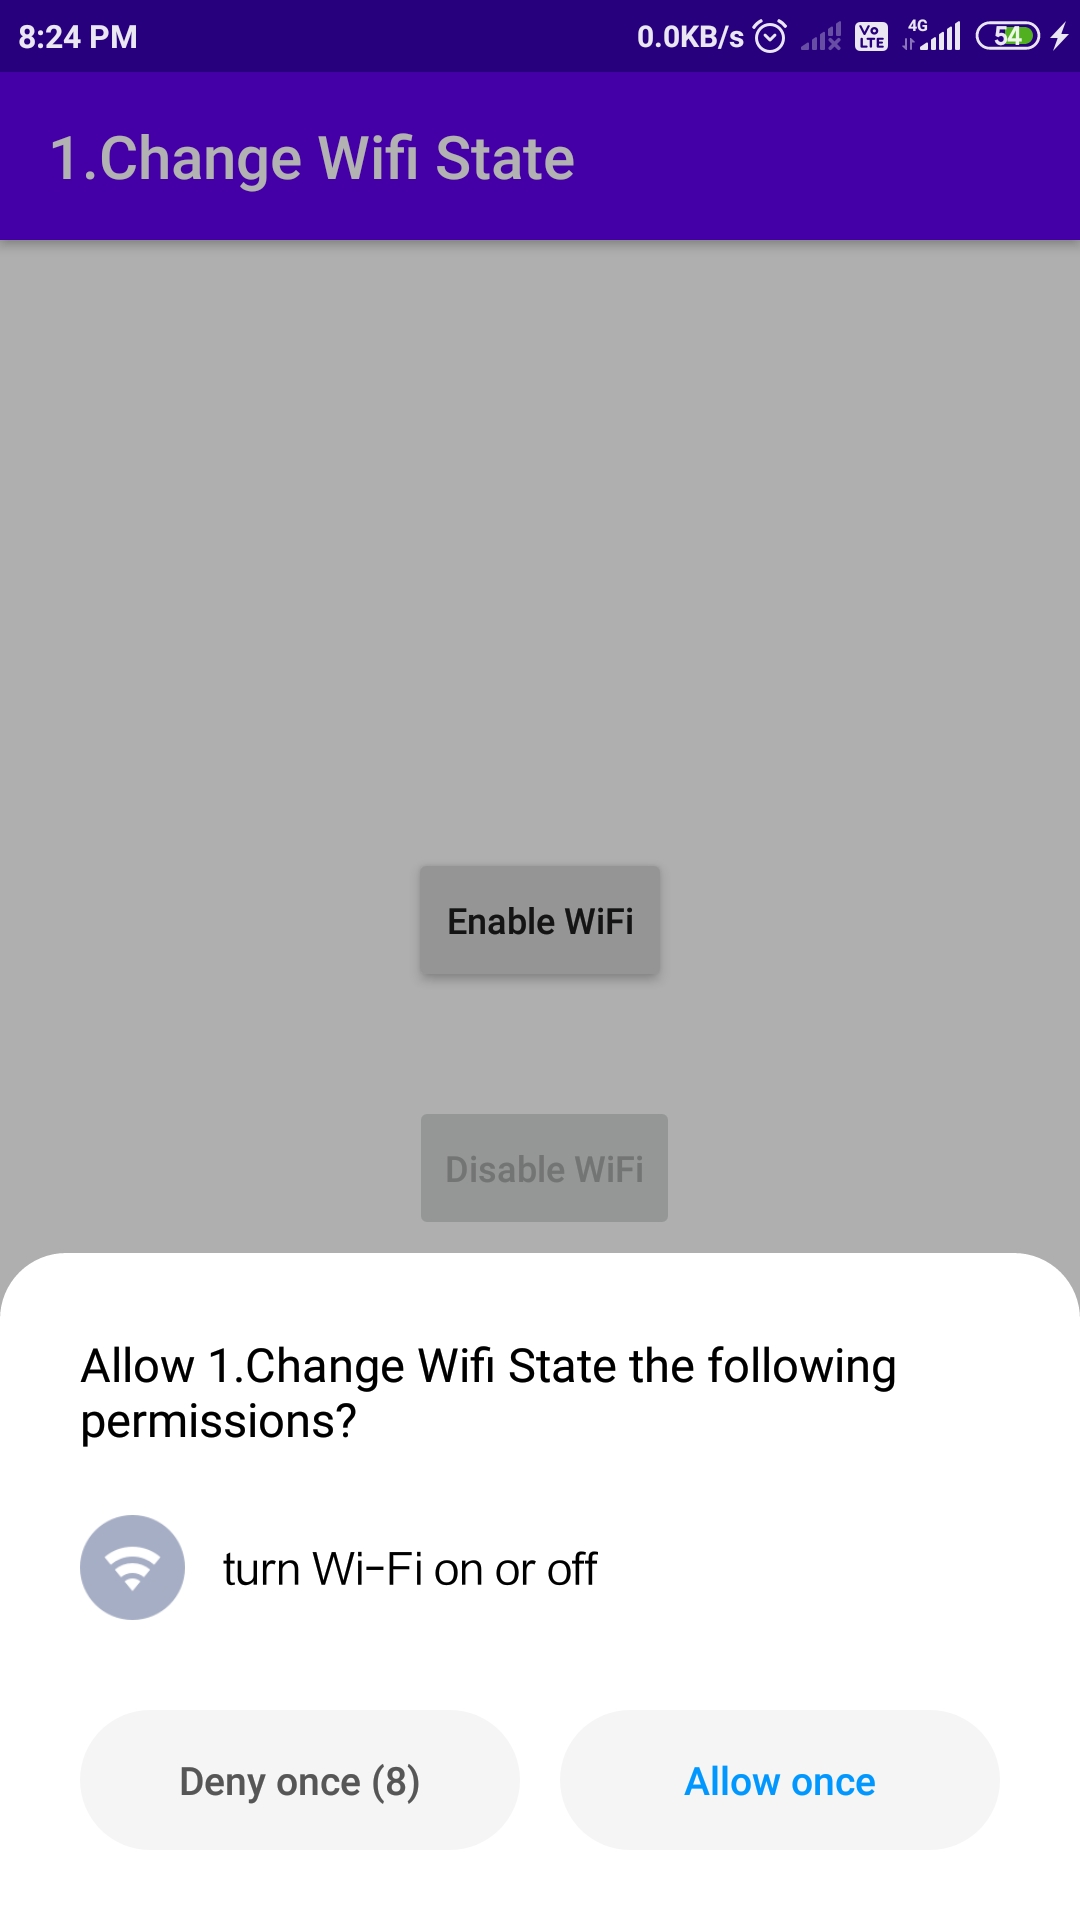 8:24 PM 0.0KB/s Vo LTE 4G 54
1.Change Wifi State
Enable WiFi
Disable WiFi
Allow 1.Change Wifi State the following
permissions?
turn Wi-Fi on or off
Deny once (8) Allow once